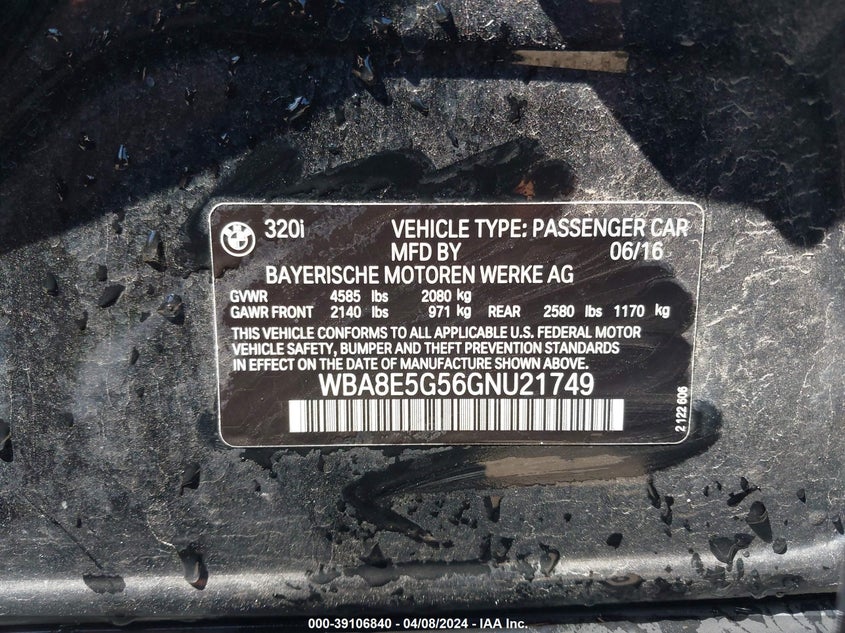 BMW 320i VEHICLE TYPE: PASSENGER CAR
MFD BY 06/16
BAYERISCHE MOTOREN WERKE AG
GVWR 4585 lbs 2080 kg
GAWR FRONT 2140 lbs 971 kg REAR 2580 lbs 1170 kg
THIS VEHICLE CONFORMS TO ALL APPLICABLE U.S. FEDERAL MOTOR
VEHICLE SAFETY, BUMPER AND THEFT PREVENTION STANDARDS
IN EFFECT ON THE DATE OF MANUFACTURE SHOWN ABOVE.
WBA8E5G56GNU21749
2 122 606
000-39106840 - 04/08/2024 - IAA Inc.